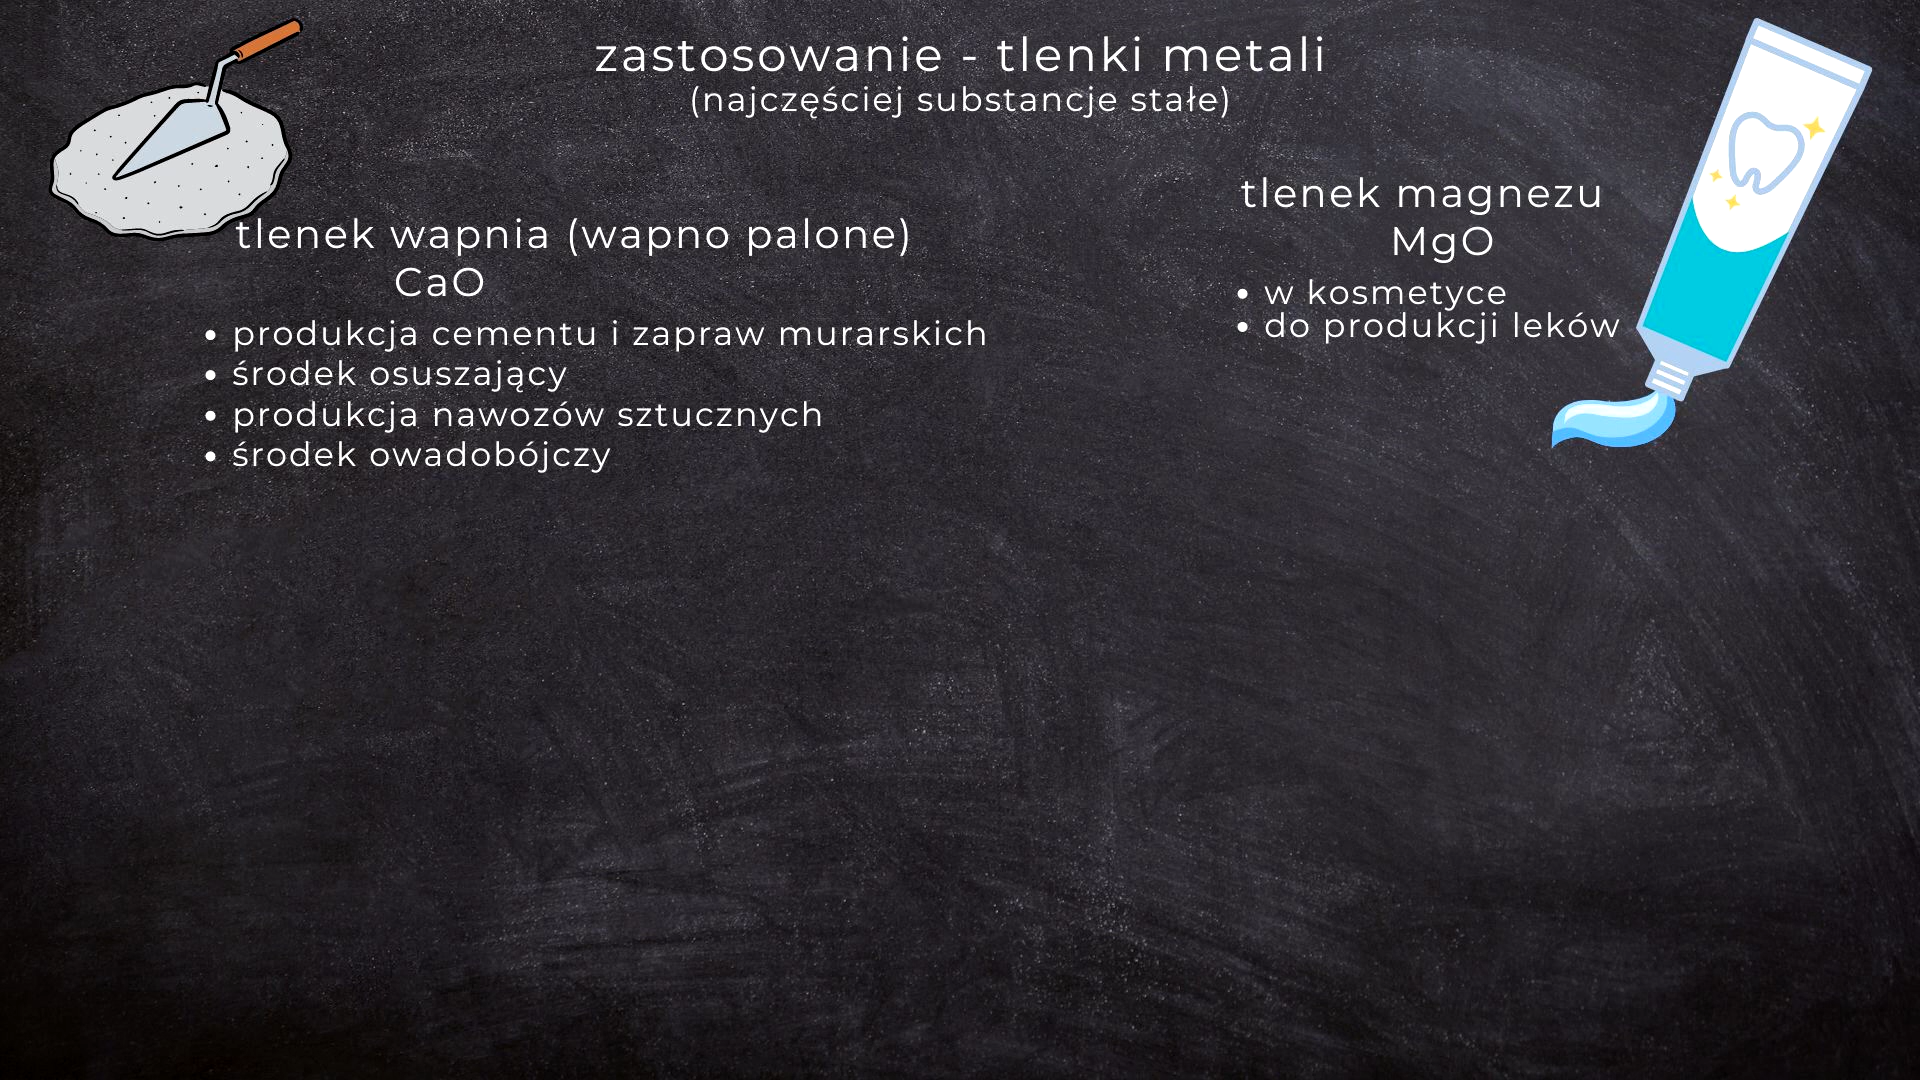 zastosowanie - tlenki metali
(najczęściej substancje stałe)
tlenek wapnia (wapno palone)
CaO
• produkcja cementu i zapraw murarskich
• środek osuszający
• produkcja nawozów sztucznych
• środek owadobójczy
tlenek magnezu
MgO
• w kosmetyce
• do produkcji leków